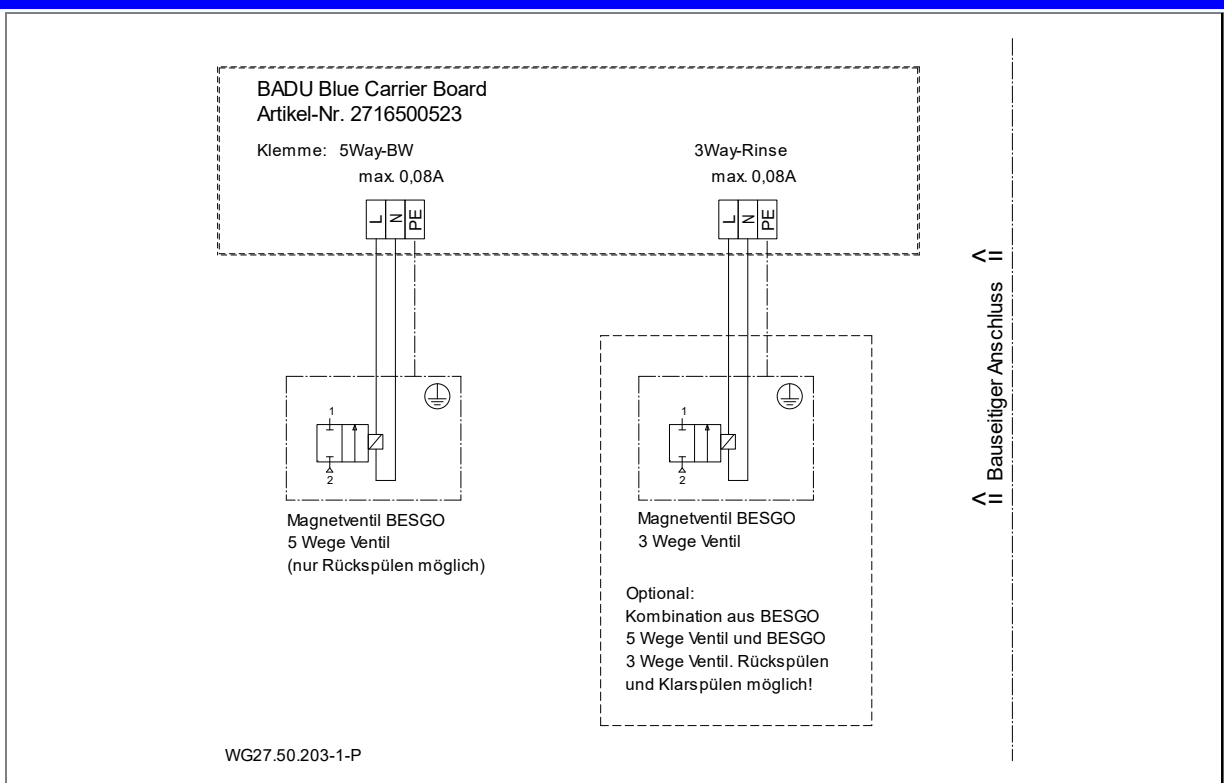 BADU Blue Carrier Board
Artikel-Nr. 2716500523
Klemme: 5Way-BW
max. 0,08A
L N PE
3Way-Rinse
max. 0,08A
L N PE
1
2
Magnetventil BESGO
5 Wege Ventil
(nur Rückspülen möglich)
1
2
Magnetventil BESGO
3 Wege Ventil
Optional:
Kombination aus BESGO
5 Wege Ventil und BESGO
3 Wege Ventil. Rückspülen
und Klarspülen möglich!
<= Bauseitiger Anschluss =>
WG27.50.203-1-P